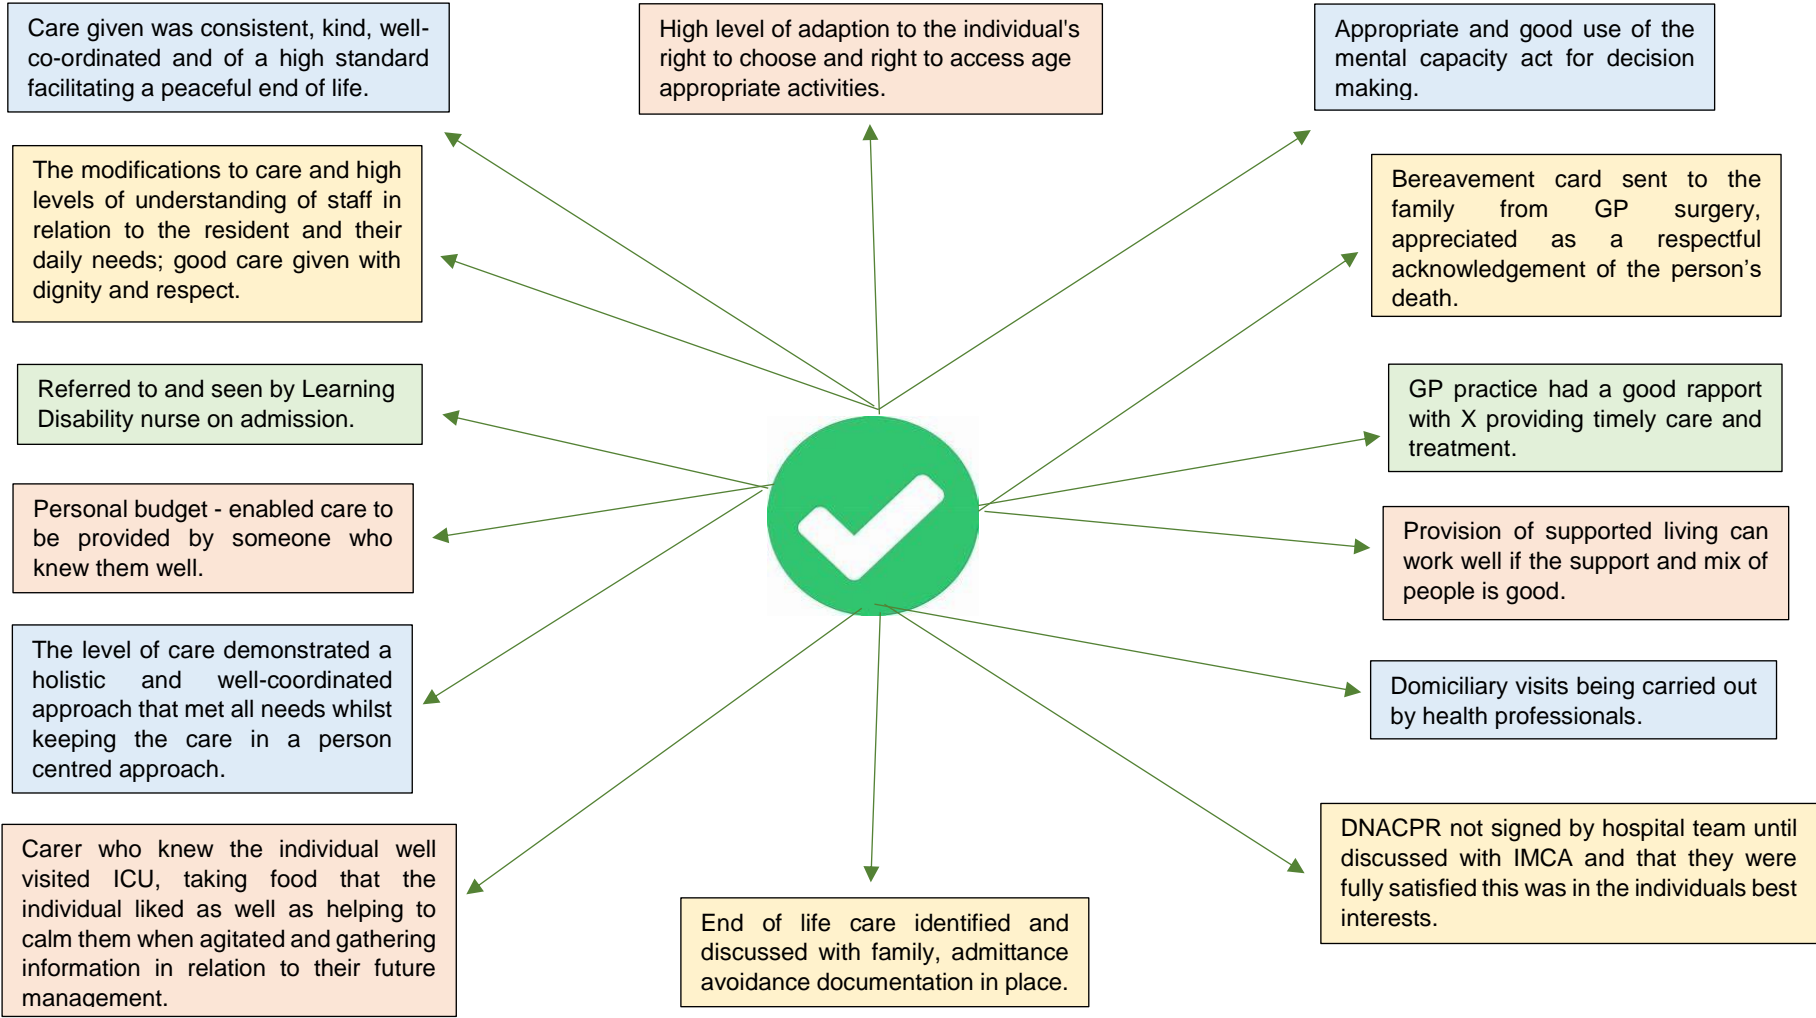 Care given was consistent, kind, well-
co-ordinated and of a high standard
facilitating a peaceful end of life.
High level of adaption to the individual's
right to choose and right to access age
appropriate activities.
Appropriate and good use of the
mental capacity act for decision
making.
The modifications to care and high
levels of understanding of staff in
relation to the resident and their
daily needs; good care given with
dignity and respect.
Bereavement card sent to the
family from GP surgery,
appreciated as a respectful
acknowledgement of the person’s
death.
Referred to and seen by Learning
Disability nurse on admission.
GP practice had a good rapport
with X providing timely care and
treatment.
Personal budget - enabled care to
be provided by someone who
knew them well.
Provision of supported living can
work well if the support and mix of
people is good.
The level of care demonstrated a
holistic and well-coordinated
approach that met all needs whilst
keeping the care in a person
centred approach.
Domiciliary visits being carried out
by health professionals.
Carer who knew the individual well
visited ICU, taking food that the
individual liked as well as helping to
calm them when agitated and gathering
information in relation to their future
management.
End of life care identified and
discussed with family, admittance
avoidance documentation in place.
DNACPR not signed by hospital team until
discussed with IMCA and that they were
fully satisfied this was in the individuals best
interests.